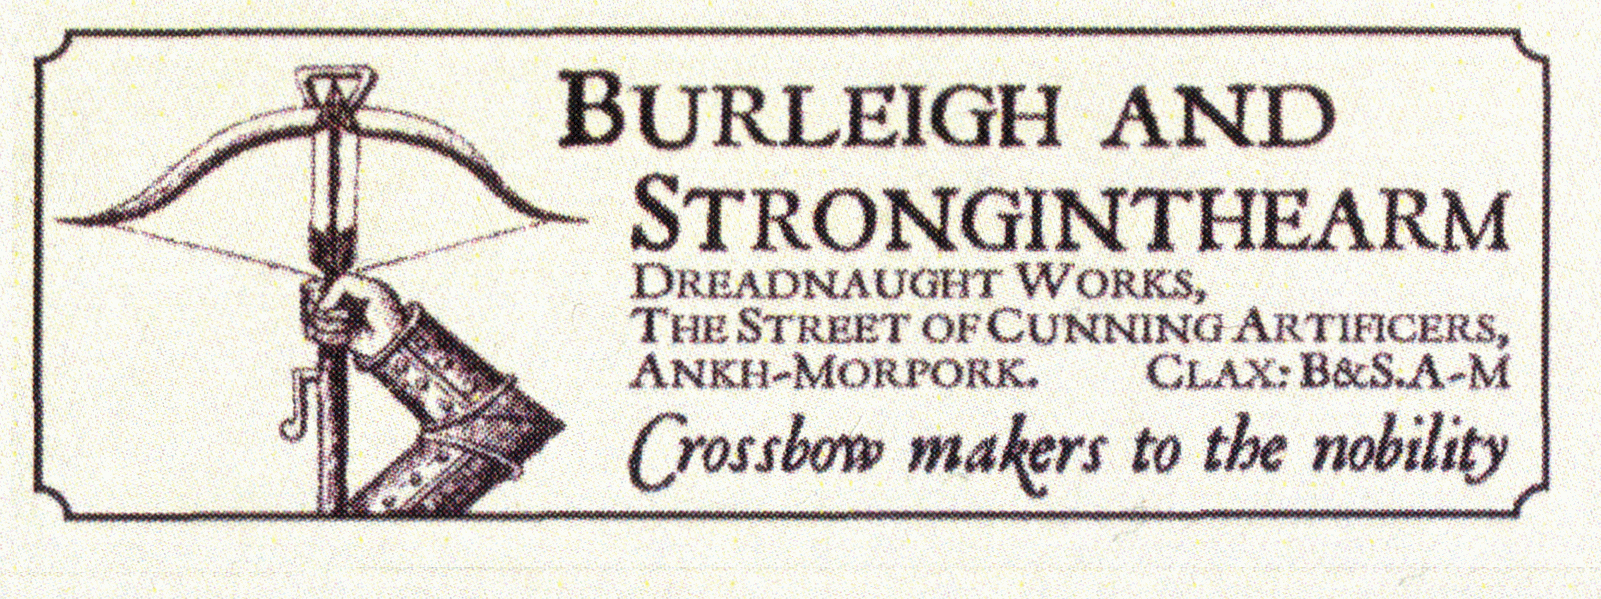 BURLEIGH AND
STRONGINTHEARM
DREADNAUGHT WORKS,
THE STREET OF CUNNING ARTIFICERS,
ANKH-MORPORK. CLAX: B&S.A-M
Crossbow makers to the nobility